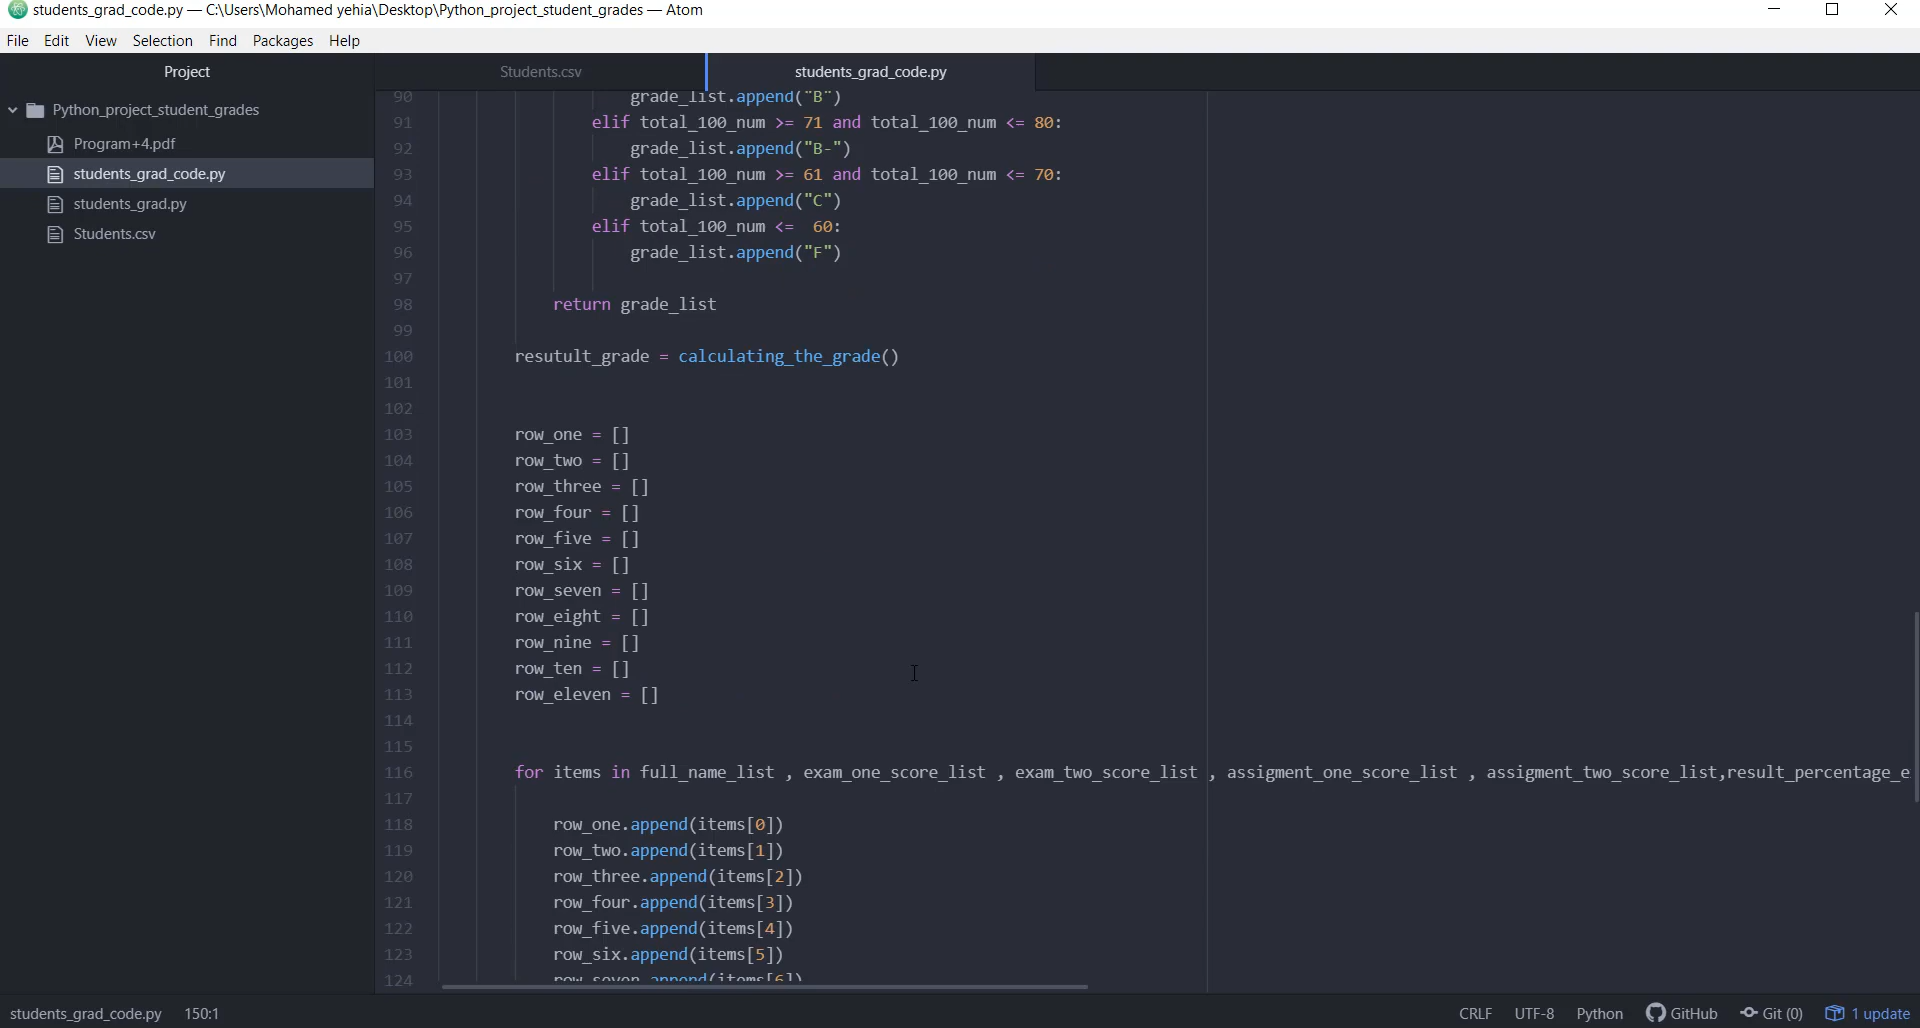 students_grad_code.py — C:\Users\Mohamed yehia\Desktop\Python_project_student_grades — Atom
File Edit View Selection Find Packages Help
Project
Students.csv
students_grad_code.py
Python_project_student_grades
Program+4.pdf
students_grad_code.py
students_grad.py
Students.csv
90 grade_list.append("B")
91 elif total_100_num >= 71 and total_100_num <= 80:
92 grade_list.append("B-")
93 elif total_100_num >= 61 and total_100_num <= 70:
94 grade_list.append("C")
95 elif total_100_num <=  60:
96 grade_list.append("F")
97
98 return grade_list
99
100 resutult_grade = calculating_the_grade()
101
102
103 row_one = []
104 row_two = []
105 row_three = []
106 row_four = []
107 row_five = []
108 row_six = []
109 row_seven = []
110 row_eight = []
111 row_nine = []
112 row_ten = []
113 row_eleven = []
114
115
116 for items in full_name_list , exam_one_score_list , exam_two_score_list , assigment_one_score_list , assigment_two_score_list,result_percentage_e
117
118 row_one.append(items[0])
119 row_two.append(items[1])
120 row_three.append(items[2])
121 row_four.append(items[3])
122 row_five.append(items[4])
123 row_six.append(items[5])
124 row_seven.append(items[6])
students_grad_code.py 150:1 CRLF UTF-8 Python GitHub Git (0) 1 update